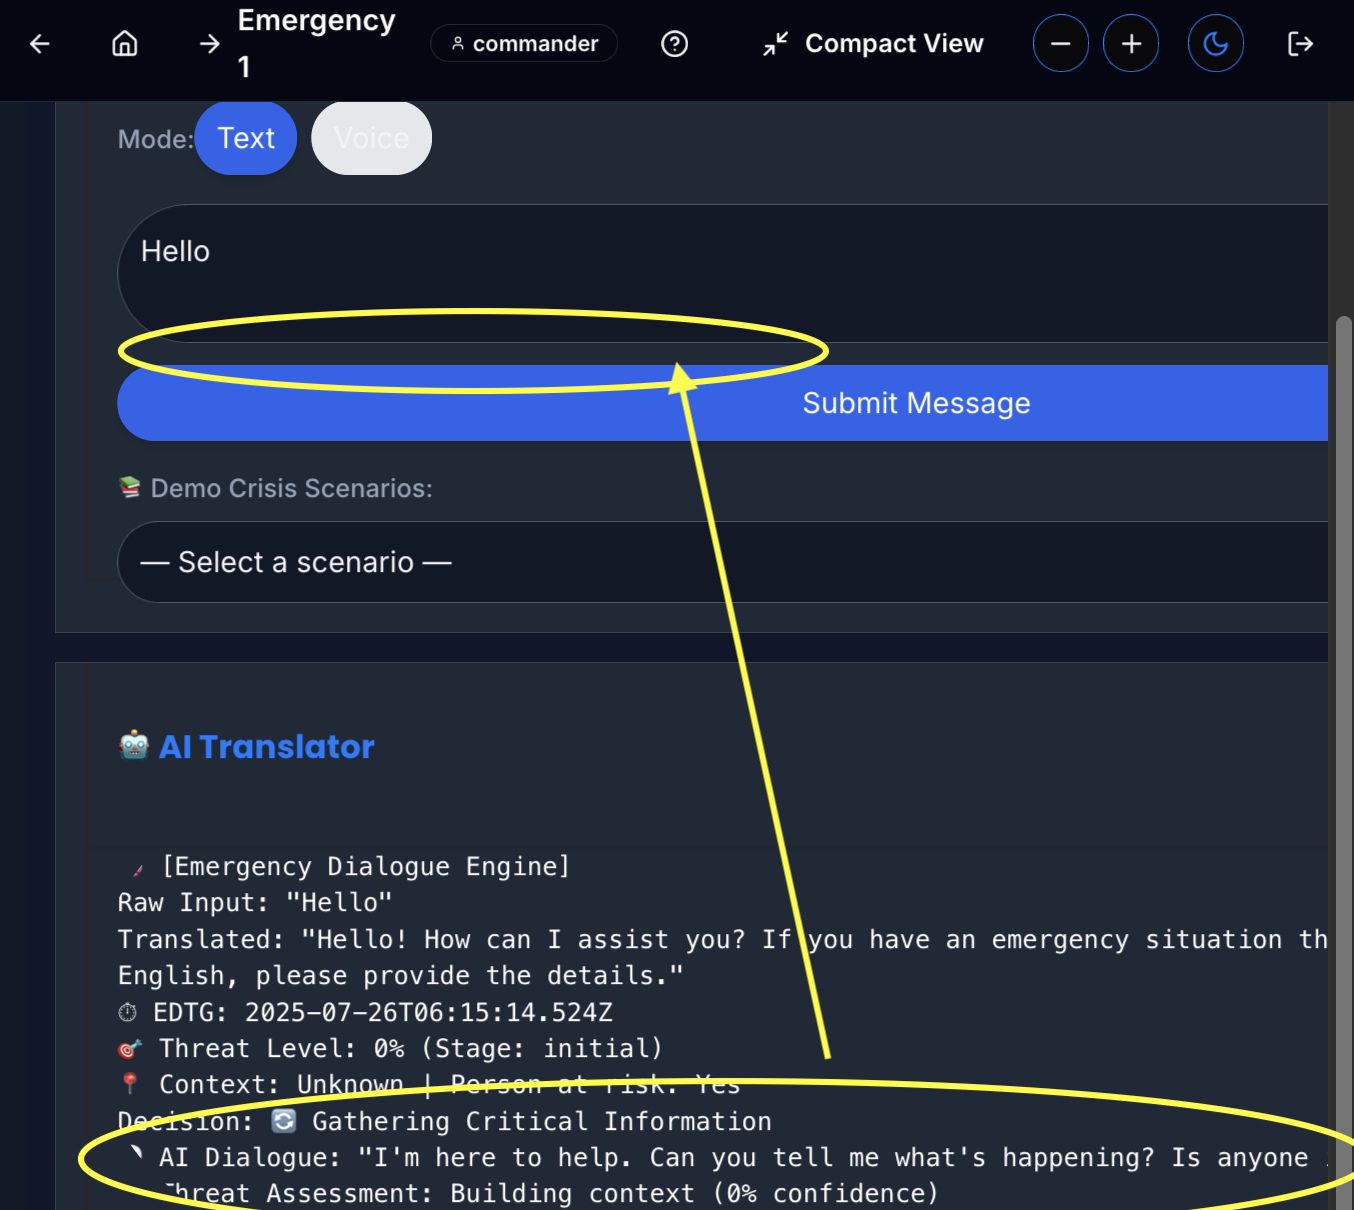 Emergency
1
commander
Compact View
Mode:
Text
Voice
Hello
Submit Message
Demo Crisis Scenarios:
— Select a scenario —
AI Translator
[Emergency Dialogue Engine]
Raw Input: "Hello"
Translated: "Hello! How can I assist you? If you have an emergency situation th
English, please provide the details."
EDTG: 2025-07-26T06:15:14.524Z
Threat Level: 0% (Stage: initial)
Context: Unknown | Person at risk: Yes
Decision: 🔄 Gathering Critical Information
AI Dialogue: "I'm here to help. Can you tell me what's happening? Is anyone
Threat Assessment: Building context (0% confidence)